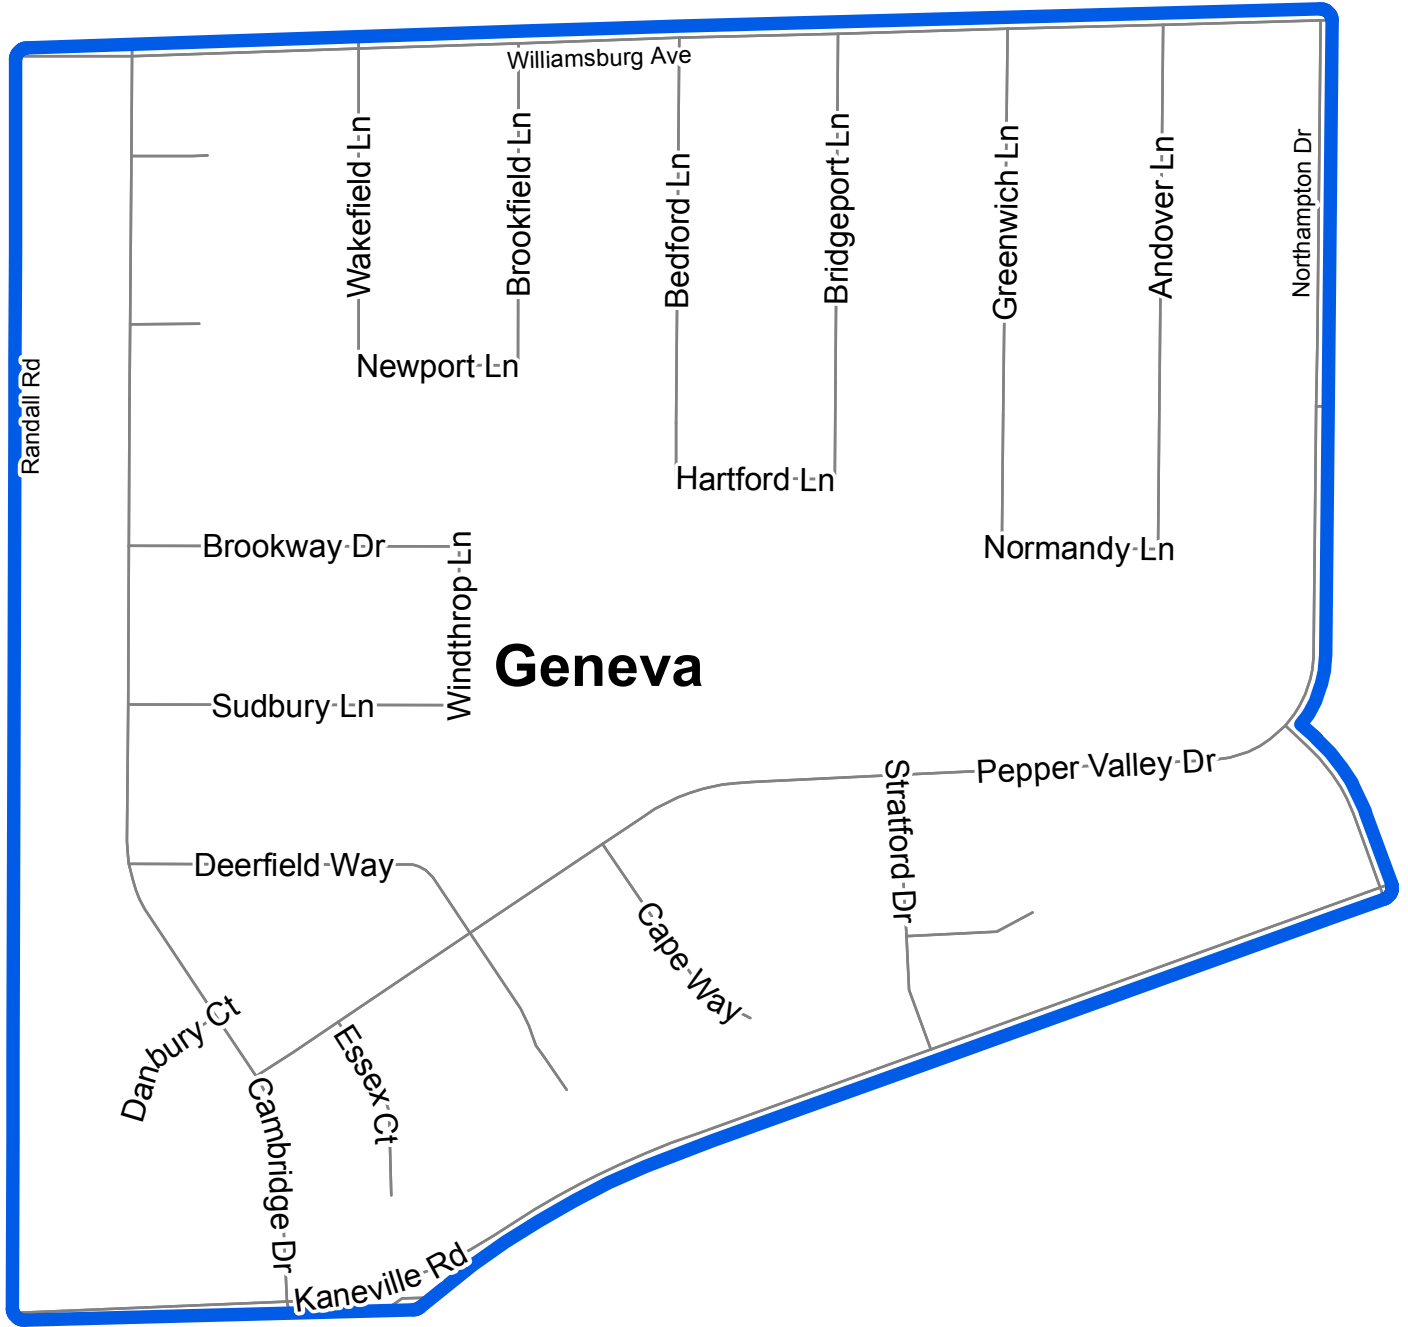 Williamsburg Ave
Wakefield Ln
Brookfield Ln
Bedford Ln
Bridgeport Ln
Greenwich Ln
Andover Ln
Northampton Dr
Randall Rd
Newport Ln
Hartford Ln
Brookway Dr
Windthrop Ln
Normandy Ln
Geneva
Sudbury Ln
Stratford Dr
Pepper Valley Dr
Deerfield Way
Cape Way
Danbury Ct
Essex Ct
Cambridge Dr
Kaneville Rd